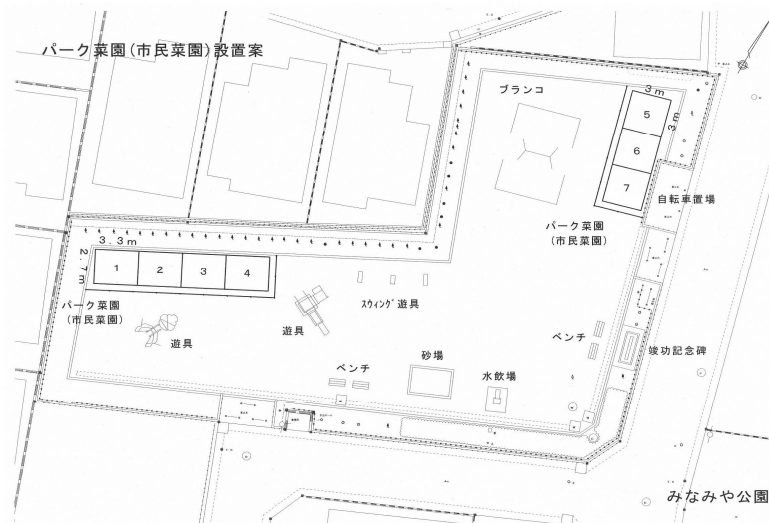 パーク菜園(市民菜園)設置案
ブランコ
3m
3m
5
6
7
自転車置場
パーク菜園
(市民菜園)
3.3m
2.7m
1
2
3
4
パーク菜園
(市民菜園)
スウィング遊具
遊具
遊具
ベンチ
砂場
水飲場
ベンチ
竣功記念碑
みなみや公園